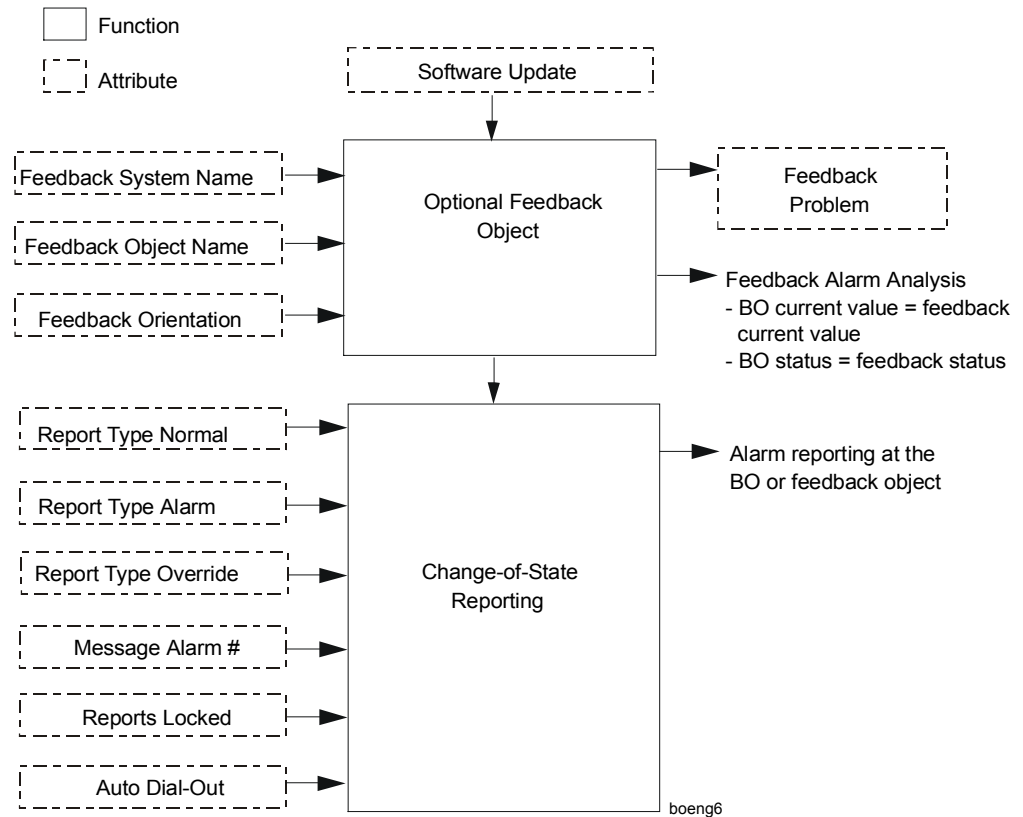 Function
Attribute
Software Update
Feedback System Name
Feedback Object Name
Feedback Orientation
Optional Feedback
Object
Feedback
Problem
Feedback Alarm Analysis
- BO current value = feedback
current value
- BO status = feedback status
Report Type Normal
Report Type Alarm
Report Type Override
Message Alarm #
Reports Locked
Auto Dial-Out
Change-of-State
Reporting
Alarm reporting at the
BO or feedback object
boeng6